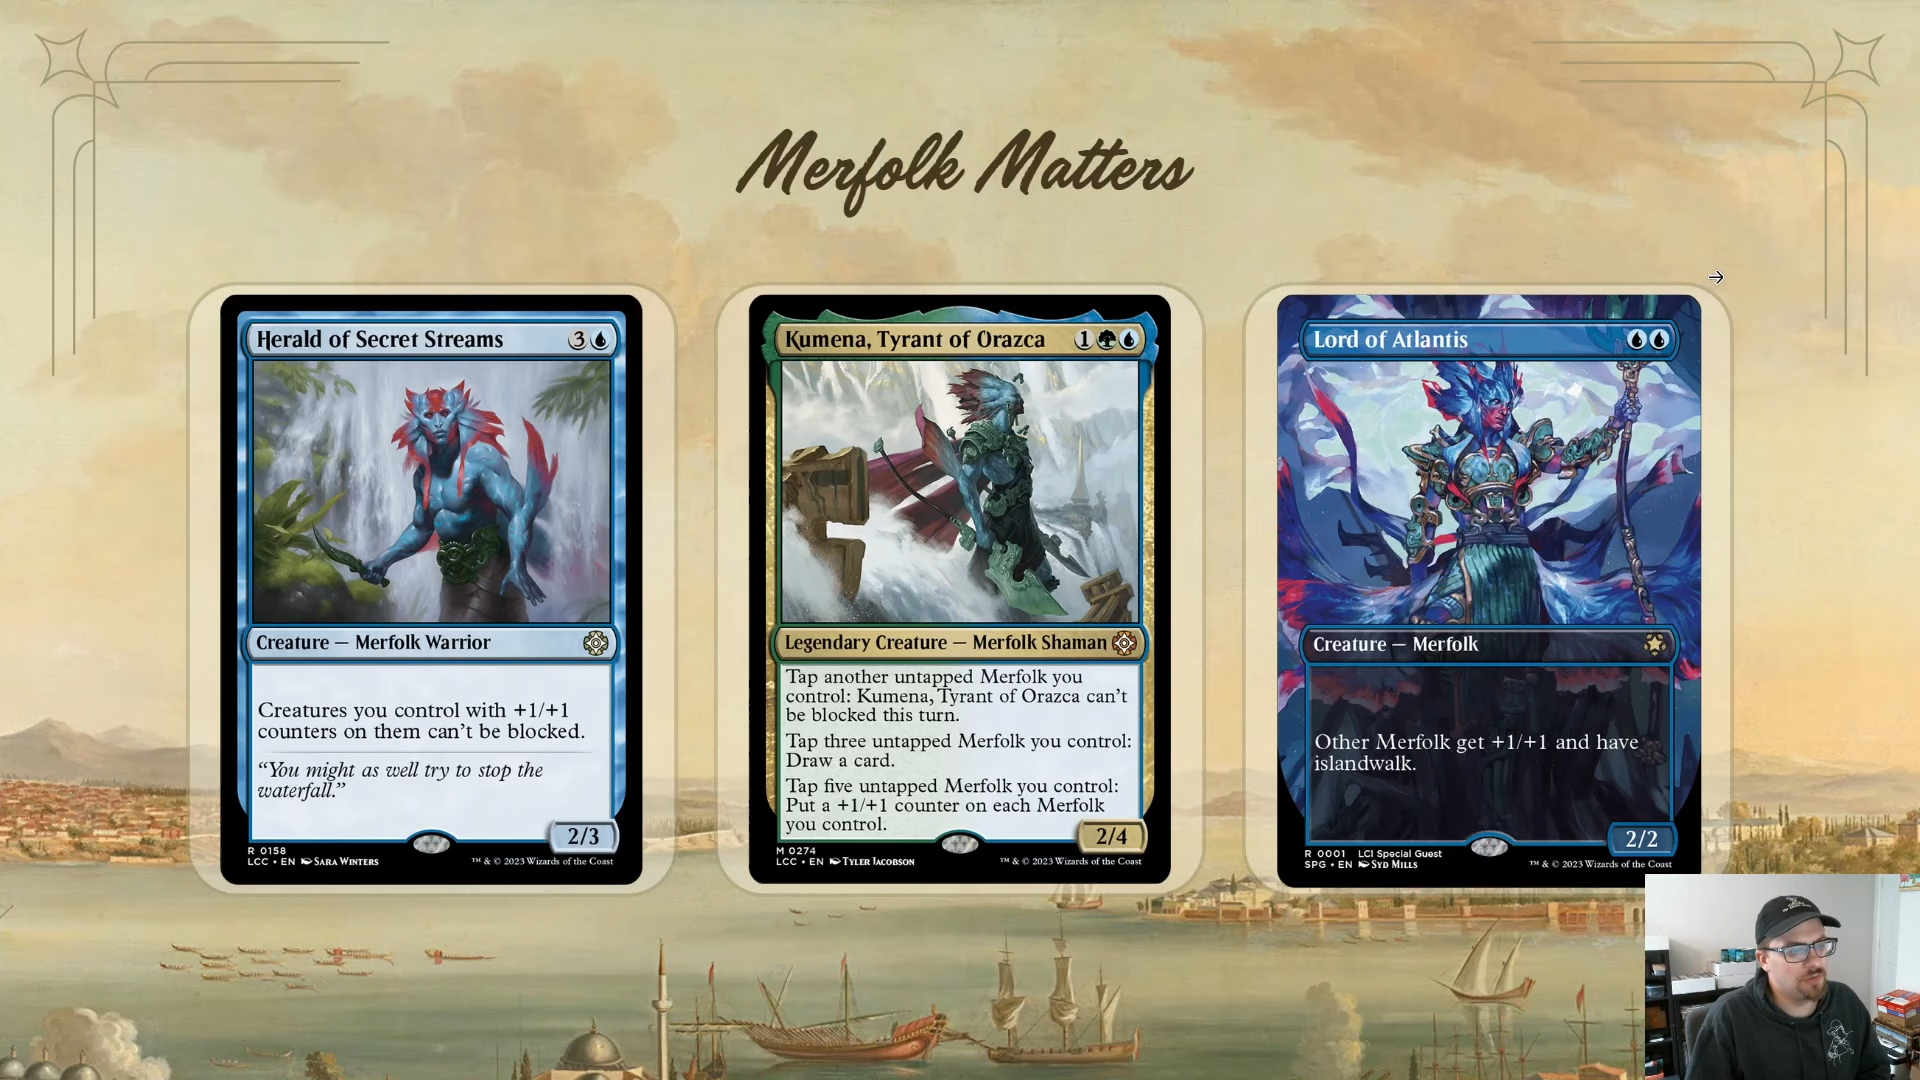 Merfolk Matters
Herald of Secret Streams 3
Creature — Merfolk Warrior
Creatures you control with +1/+1
counters on them can't be blocked.
"You might as well try to stop the
waterfall."
2/3
R 0158
LCC • EN Sara Winters
™ & © 2023 Wizards of the Coast
Kumena, Tyrant of Orazca 1
Legendary Creature — Merfolk Shaman
Tap another untapped Merfolk you
control: Kumena, Tyrant of Orazca can't
be blocked this turn.
Tap three untapped Merfolk you control:
Draw a card.
Tap five untapped Merfolk you control:
Put a +1/+1 counter on each Merfolk
you control.
2/4
M 0274
LCC • EN Tyler Jacobson
™ & © 2023 Wizards of the Coast
Lord of Atlantis
Creature — Merfolk
Other Merfolk get +1/+1 and have
islandwalk.
2/2
R 0001 LCI Special Guest
SPG • EN Syd Mills
™ & © 2023 Wizards of the Coast